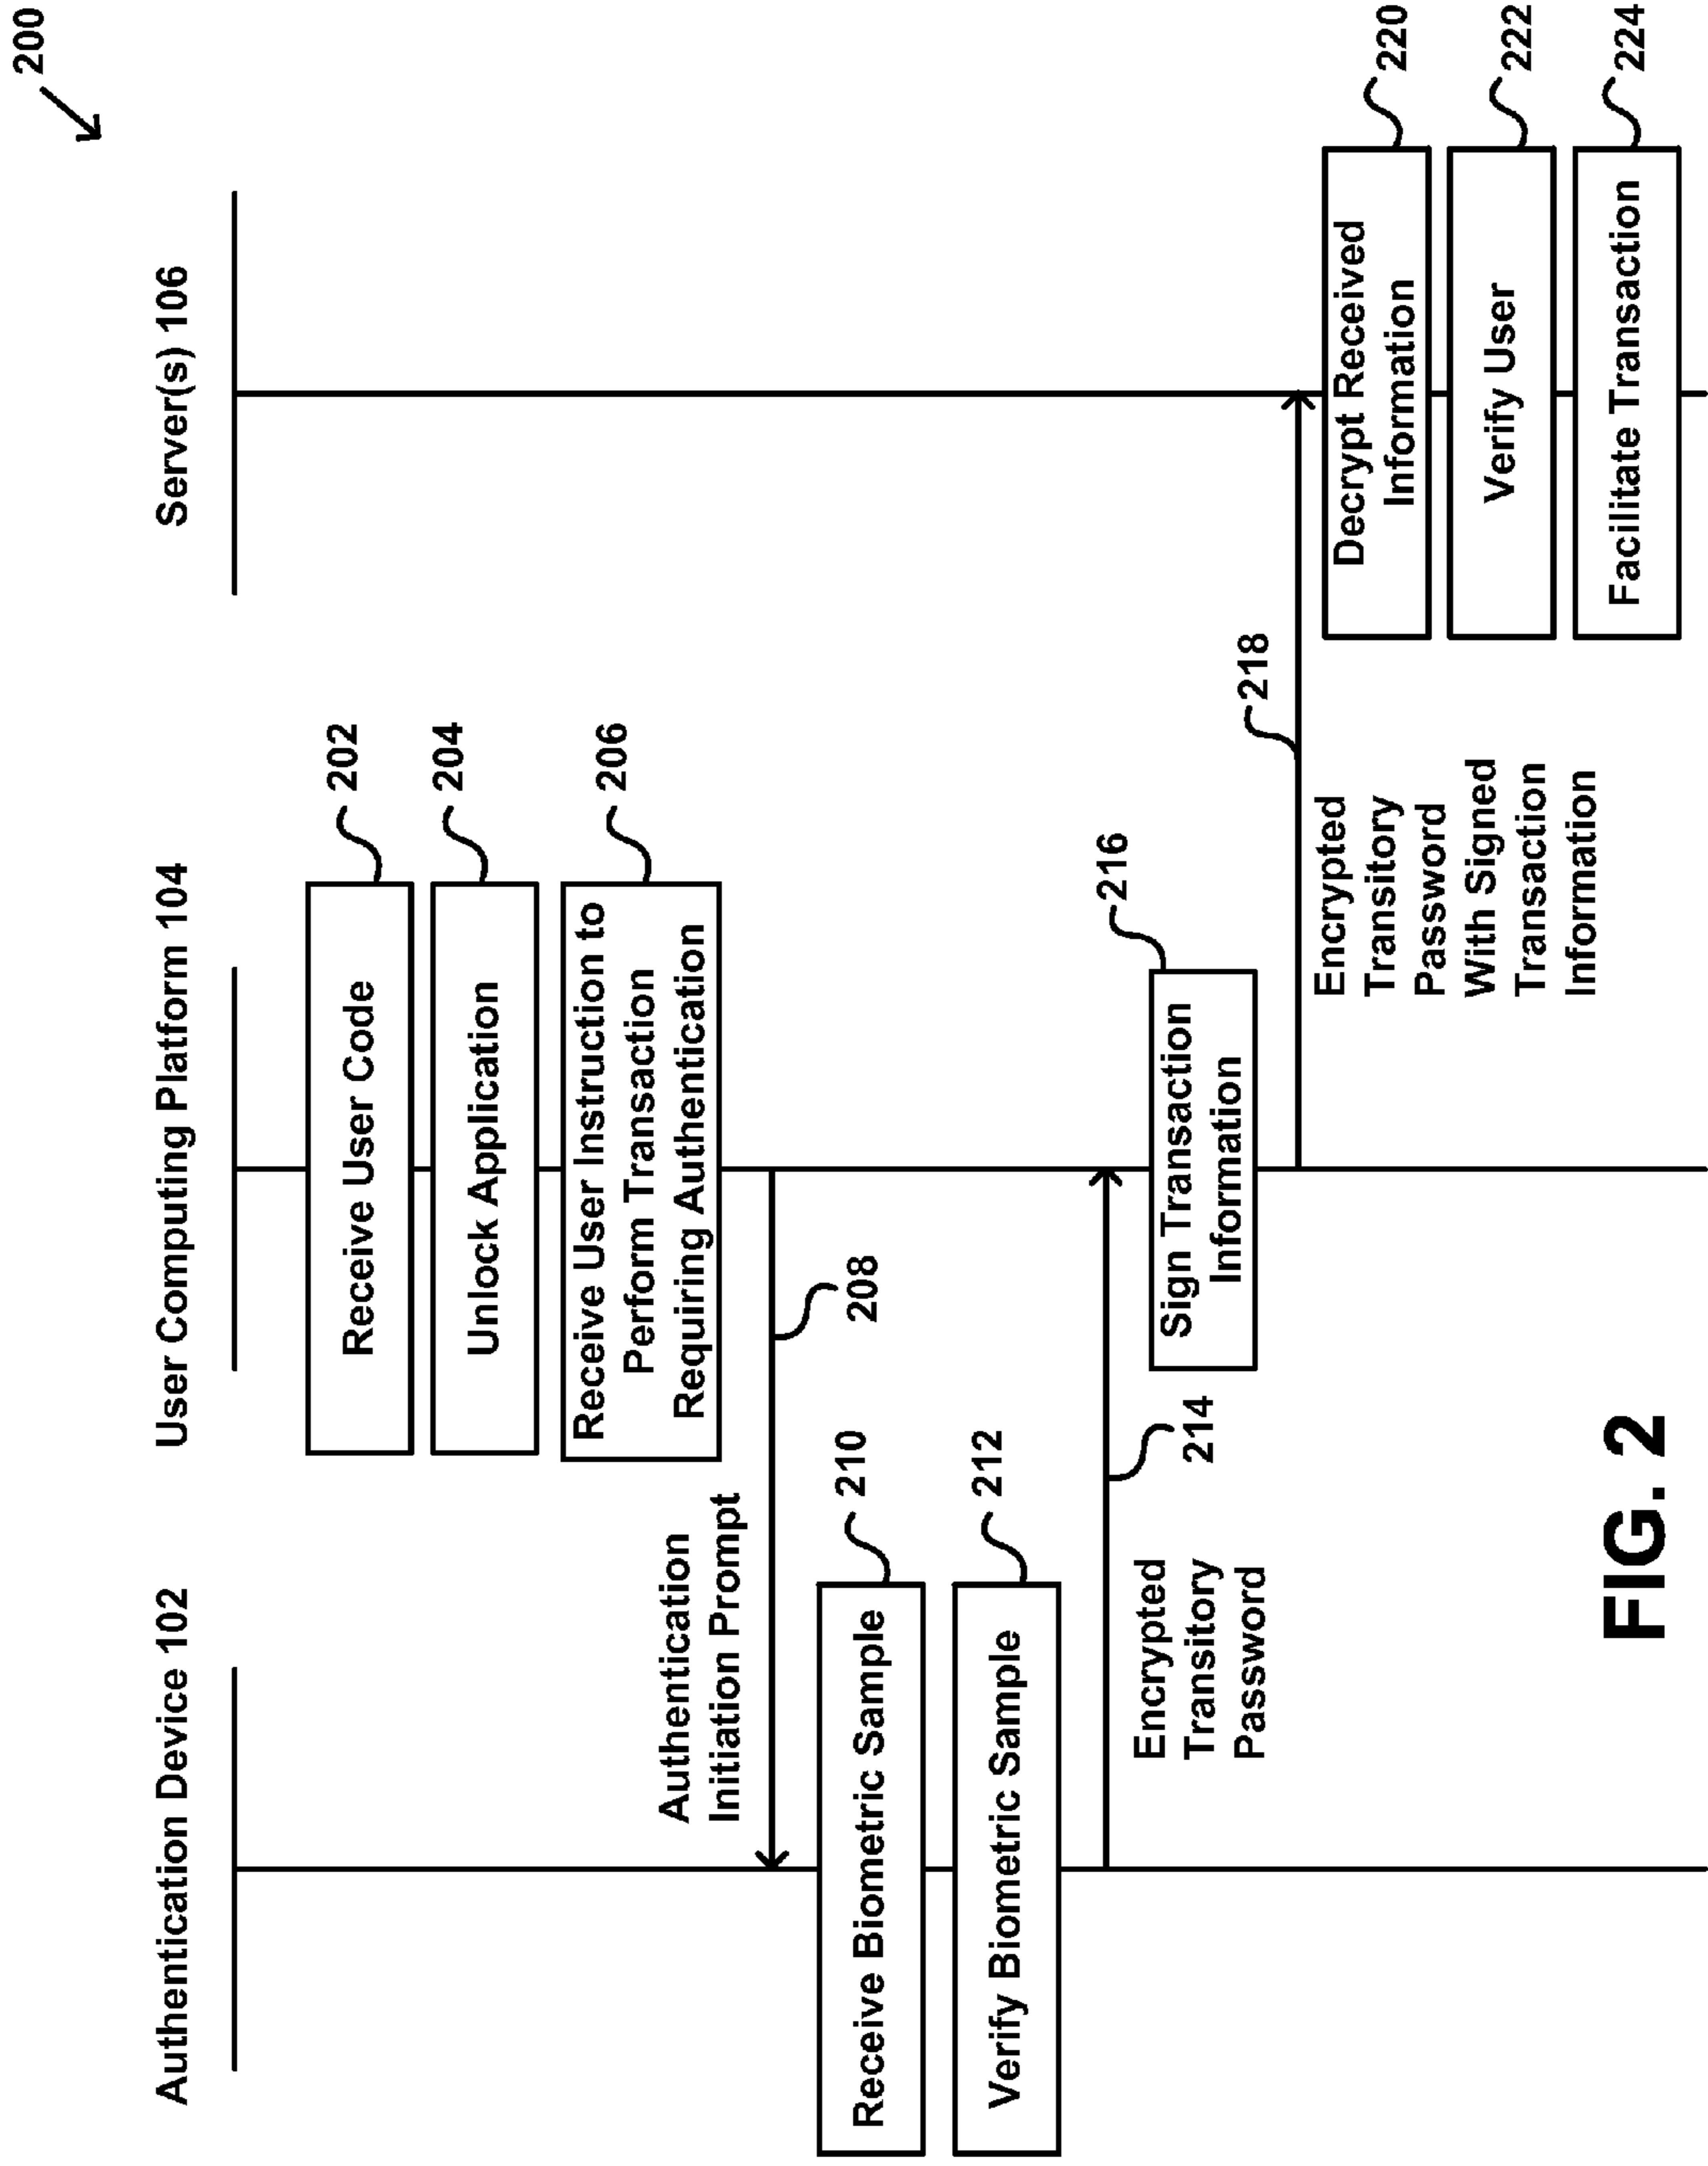 200
Authentication Device 102
User Computing Platform 104
Server(s) 106
Receive User Code
202
Unlock Application
204
Receive User Instruction to
Perform Transaction
Requiring Authentication
206
Authentication
Initiation Prompt
208
Receive Biometric Sample
210
Verify Biometric Sample
212
Encrypted
Transitory
Password
214
Sign Transaction
Information
216
218
Encrypted
Transitory
Password
With Signed
Transaction
Information
Decrypt Received
Information
220
Verify User
222
Facilitate Transaction
224
FIG. 2